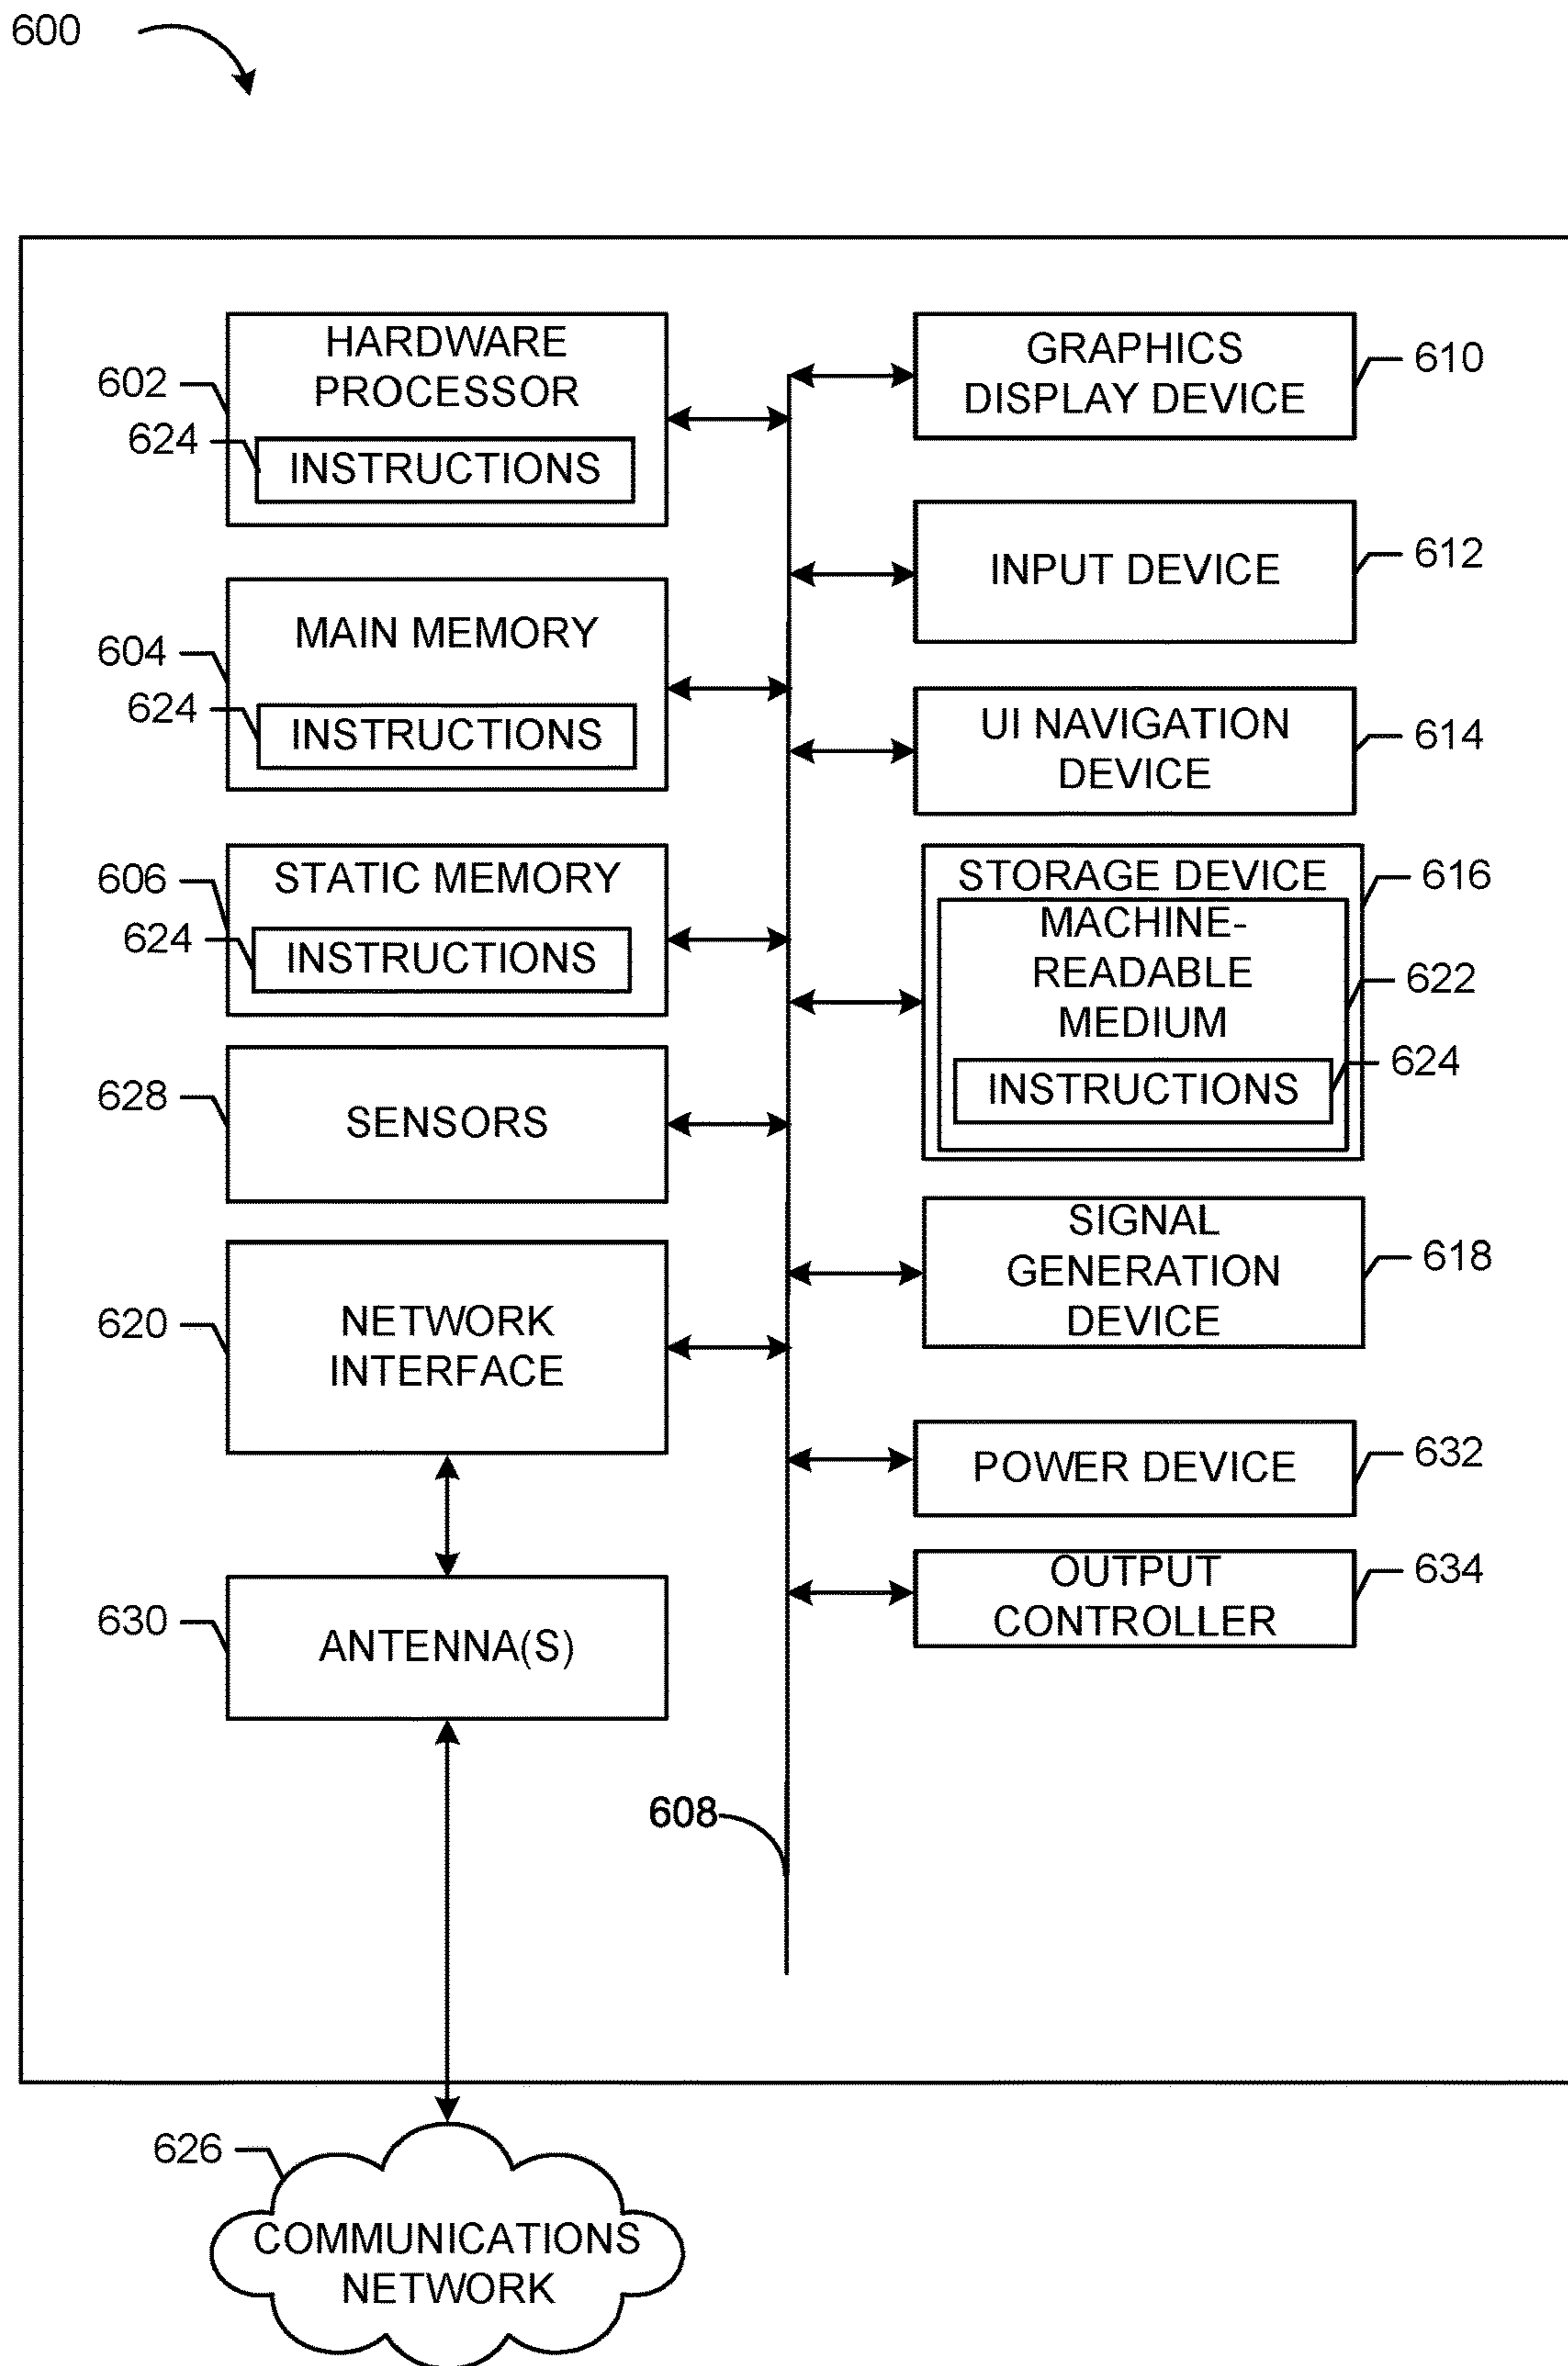 600
HARDWARE
PROCESSOR
602
624
INSTRUCTIONS
MAIN MEMORY
604
624
INSTRUCTIONS
STATIC MEMORY
606
624
INSTRUCTIONS
628
SENSORS
620
NETWORK
INTERFACE
630
ANTENNA(S)
608
626
COMMUNICATIONS
NETWORK
GRAPHICS
DISPLAY DEVICE
610
INPUT DEVICE
612
UI NAVIGATION
DEVICE
614
STORAGE DEVICE
616
MACHINE-
READABLE
MEDIUM
622
INSTRUCTIONS
624
SIGNAL
GENERATION
DEVICE
618
POWER DEVICE
632
OUTPUT
CONTROLLER
634